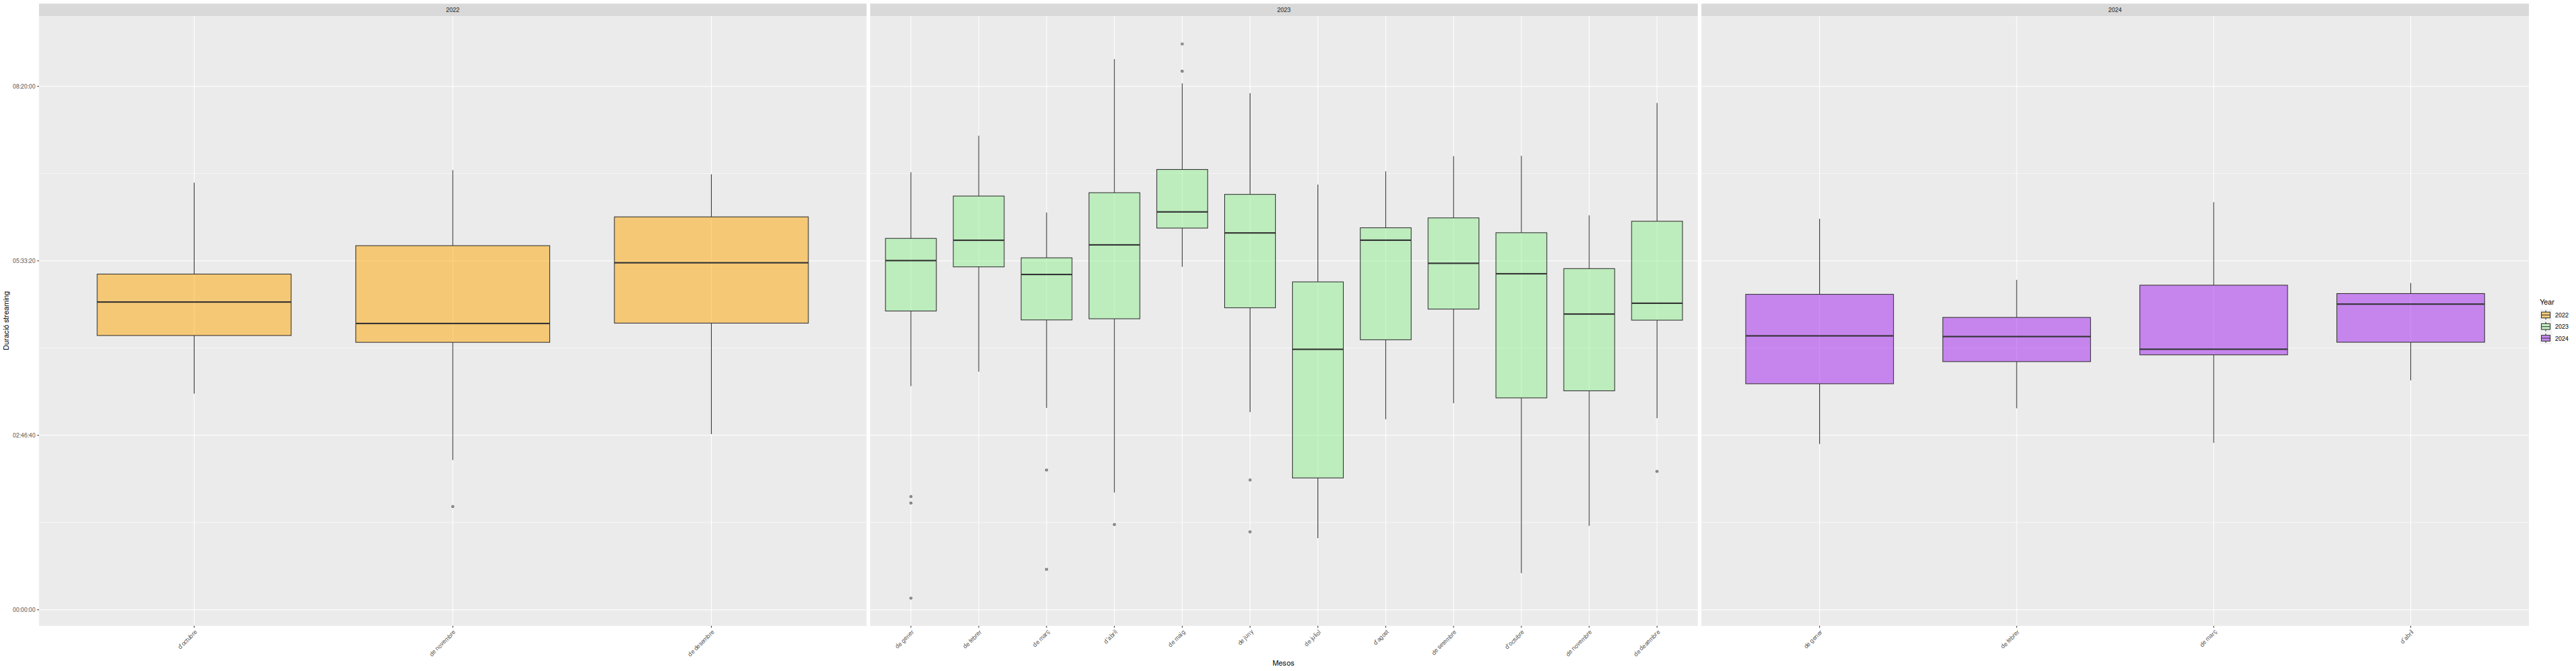 2022
2023
2024
08:20:00
05:33:20
02:46:40
00:00:00
Duració streaming
d'octubre
de novembre
de desembre
de gener
de febrer
de març
d'abril
de maig
de juny
de juliol
d'agost
de setembre
d'octubre
de novembre
de desembre
de gener
de febrer
de març
d'abril
Mesos
Year
2022
2023
2024